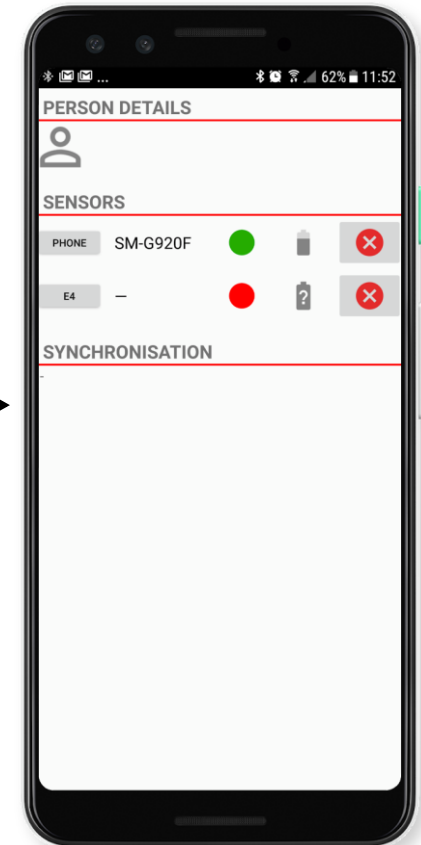 ... 62% 11:52
PERSON DETAILS
SENSORS
PHONE SM-G920F
E4 –
?
SYNCHRONISATION
-